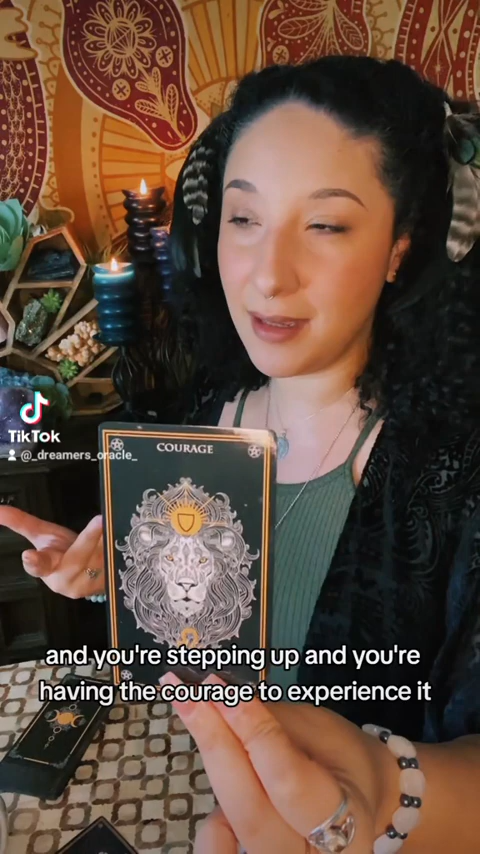 TikTok
@_dreamers_oracle_
COURAGE
and you're stepping up and you're
having the courage to experience it